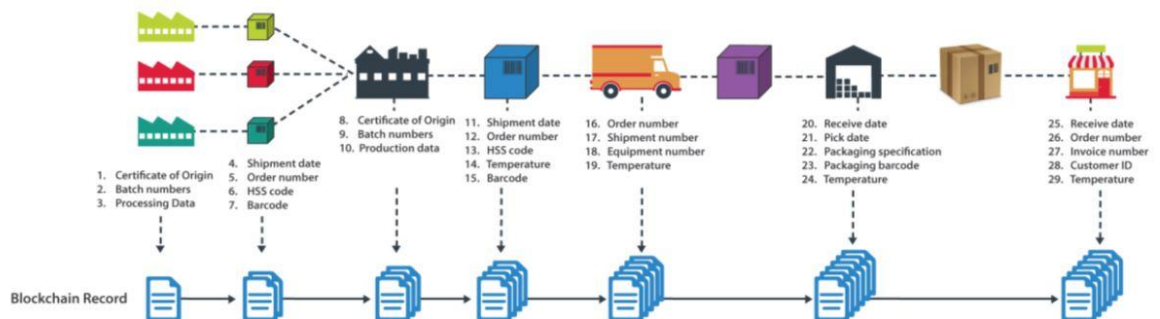 1. Certificate of Origin
2. Batch numbers
3. Processing Data
4. Shipment date
5. Order number
6. HSS code
7. Barcode
8. Certificate of Origin
9. Batch numbers
10. Production data
11. Shipment date
12. Order number
13. HSS code
14. Temperature
15. Barcode
16. Order number
17. Shipment number
18. Equipment number
19. Temperature
20. Receive date
21. Pick date
22. Packaging specification
23. Packaging barcode
24. Temperature
25. Receive date
26. Order number
27. Invoice number
28. Customer ID
29. Temperature
Blockchain Record